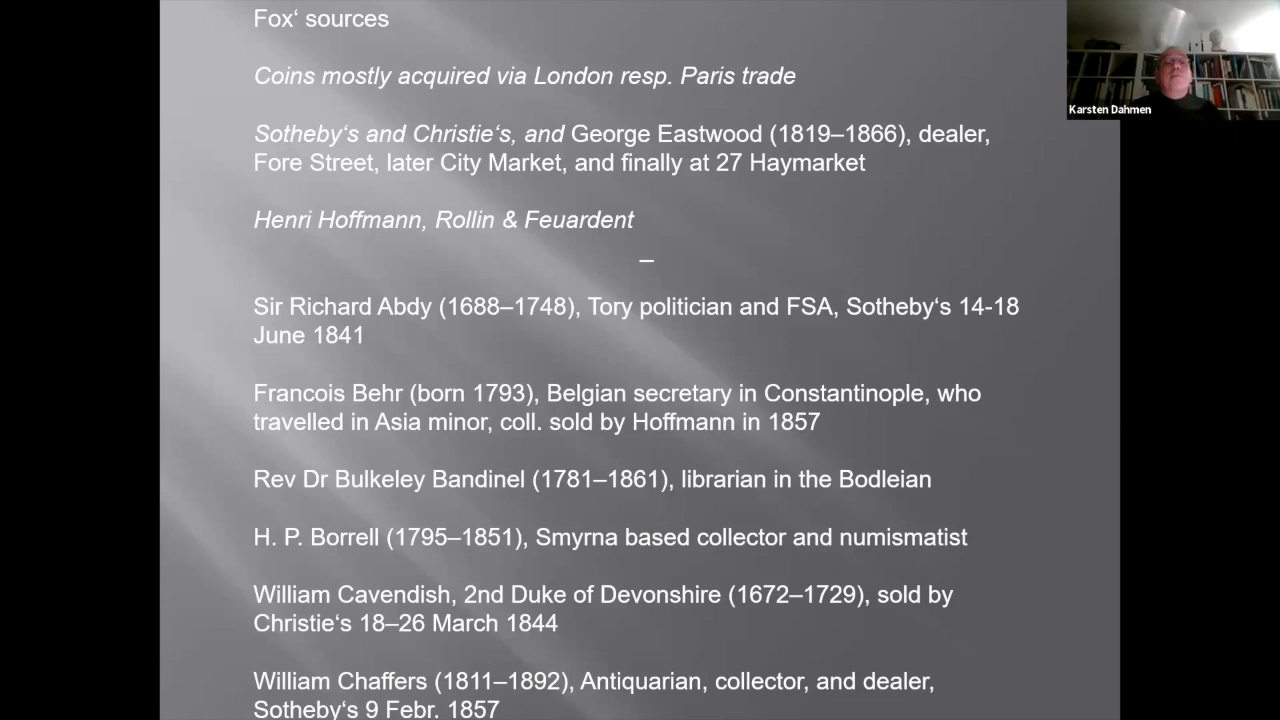 Fox‘ sources
Coins mostly acquired via London resp. Paris trade
Sotheby‘s and Christie‘s, and George Eastwood (1819–1866), dealer,
Fore Street, later City Market, and finally at 27 Haymarket
Henri Hoffmann, Rollin & Feuardent
–
Sir Richard Abdy (1688–1748), Tory politician and FSA, Sotheby‘s 14-18
June 1841
Francois Behr (born 1793), Belgian secretary in Constantinople, who
travelled in Asia minor, coll. sold by Hoffmann in 1857
Rev Dr Bulkeley Bandinel (1781–1861), librarian in the Bodleian
H. P. Borrell (1795–1851), Smyrna based collector and numismatist
William Cavendish, 2nd Duke of Devonshire (1672–1729), sold by
Christie‘s 18–26 March 1844
William Chaffers (1811–1892), Antiquarian, collector, and dealer,
Sotheby‘s 9 Febr. 1857
Karsten Dahmen